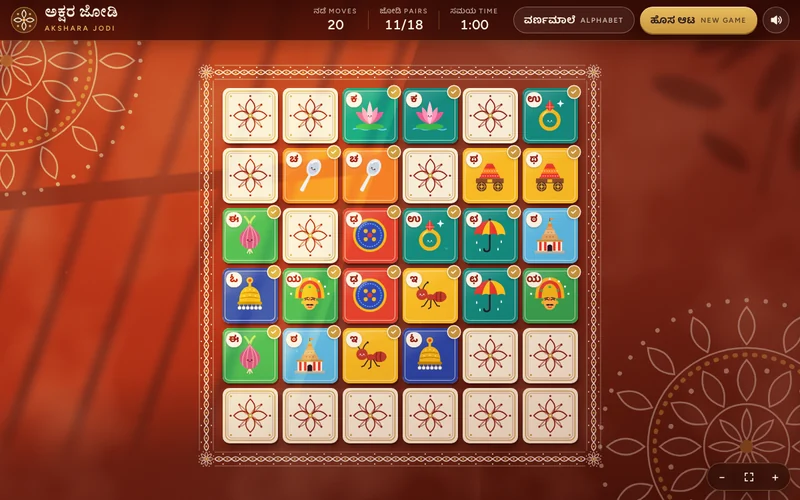 ಅಕ್ಷರ ಜೋಡಿ
AKSHARA JODI
ನಡೆ MOVES
20
ಜೋಡಿ PAIRS
11/18
ಸಮಯ TIME
1:00
ವರ್ಣಮಾಲೆ ALPHABET
ಹೊಸ ಆಟ NEW GAME
ಕ ಕ ಉ
ಚ ಚ ಥ ಥ
ಈ ಢ ಉ ಛ ಠ
ಓ ಯ ಢ ಇ ಛ ಯ
ಈ ಠ ಇ ಓ